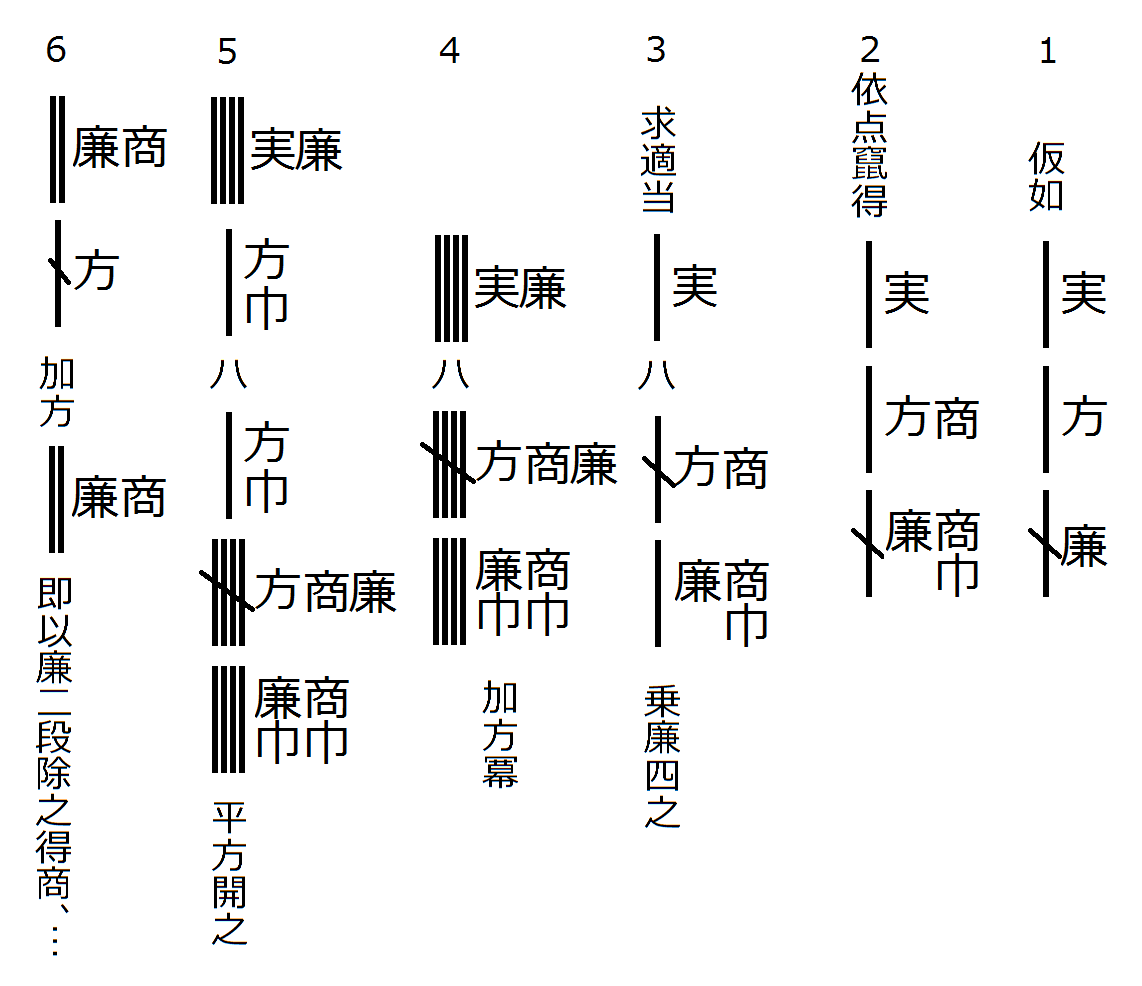 1
仮如
実
方
廉
2
依点竄得
実
方商
廉商巾
3
求適当
実
八
方商
廉商巾
乗廉四之
4
実廉
八
方商廉
廉巾商巾
加方冪
5
実廉
方巾
八
方巾
方商廉
廉巾商巾
平方開之
6
廉商
方
加方
廉商
即以廉二段除之得商、…